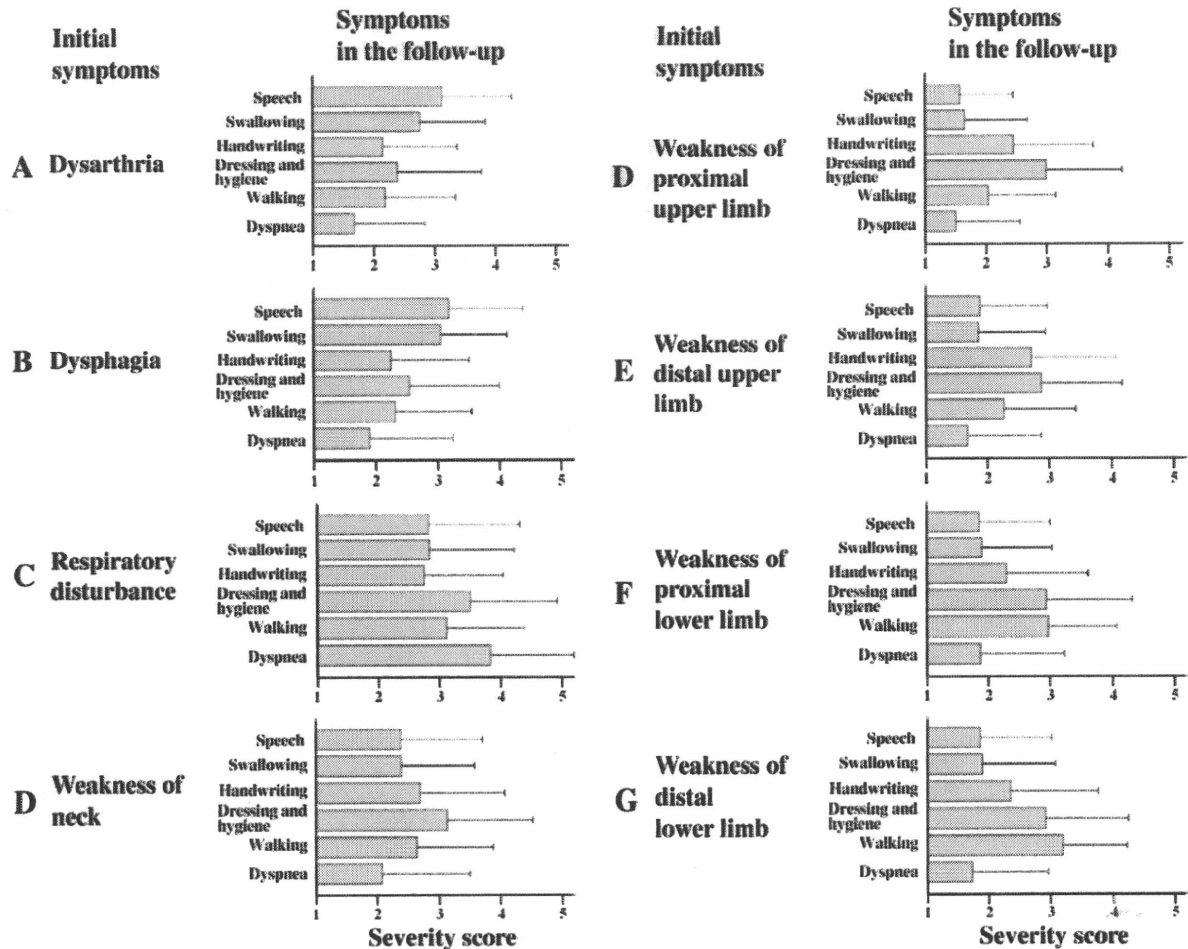 Initial
symptoms
Symptoms
in the follow-up
A Dysarthria
Speech
Swallowing
Handwriting
Dressing and
hygiene
Walking
Dyspnea
1 2 3 4 5
B Dysphagia
Speech
Swallowing
Handwriting
Dressing and
hygiene
Walking
Dyspnea
1 2 3 4 5
C Respiratory
disturbance
Speech
Swallowing
Handwriting
Dressing and
hygiene
Walking
Dyspnea
1 2 3 4 5
D Weakness of
neck
Speech
Swallowing
Handwriting
Dressing and
hygiene
Walking
Dyspnea
1 2 3 4 5
Severity score
Initial
symptoms
Symptoms
in the follow-up
D Weakness of
proximal
upper limb
Speech
Swallowing
Handwriting
Dressing and
hygiene
Walking
Dyspnea
1 2 3 4 5
E Weakness of
distal upper
limb
Speech
Swallowing
Handwriting
Dressing and
hygiene
Walking
Dyspnea
1 2 3 4 5
F Weakness of
proximal
lower limb
Speech
Swallowing
Handwriting
Dressing and
hygiene
Walking
Dyspnea
1 2 3 4 5
G Weakness of
distal
lower limb
Speech
Swallowing
Handwriting
Dressing and
hygiene
Walking
Dyspnea
1 2 3 4 5
Severity score